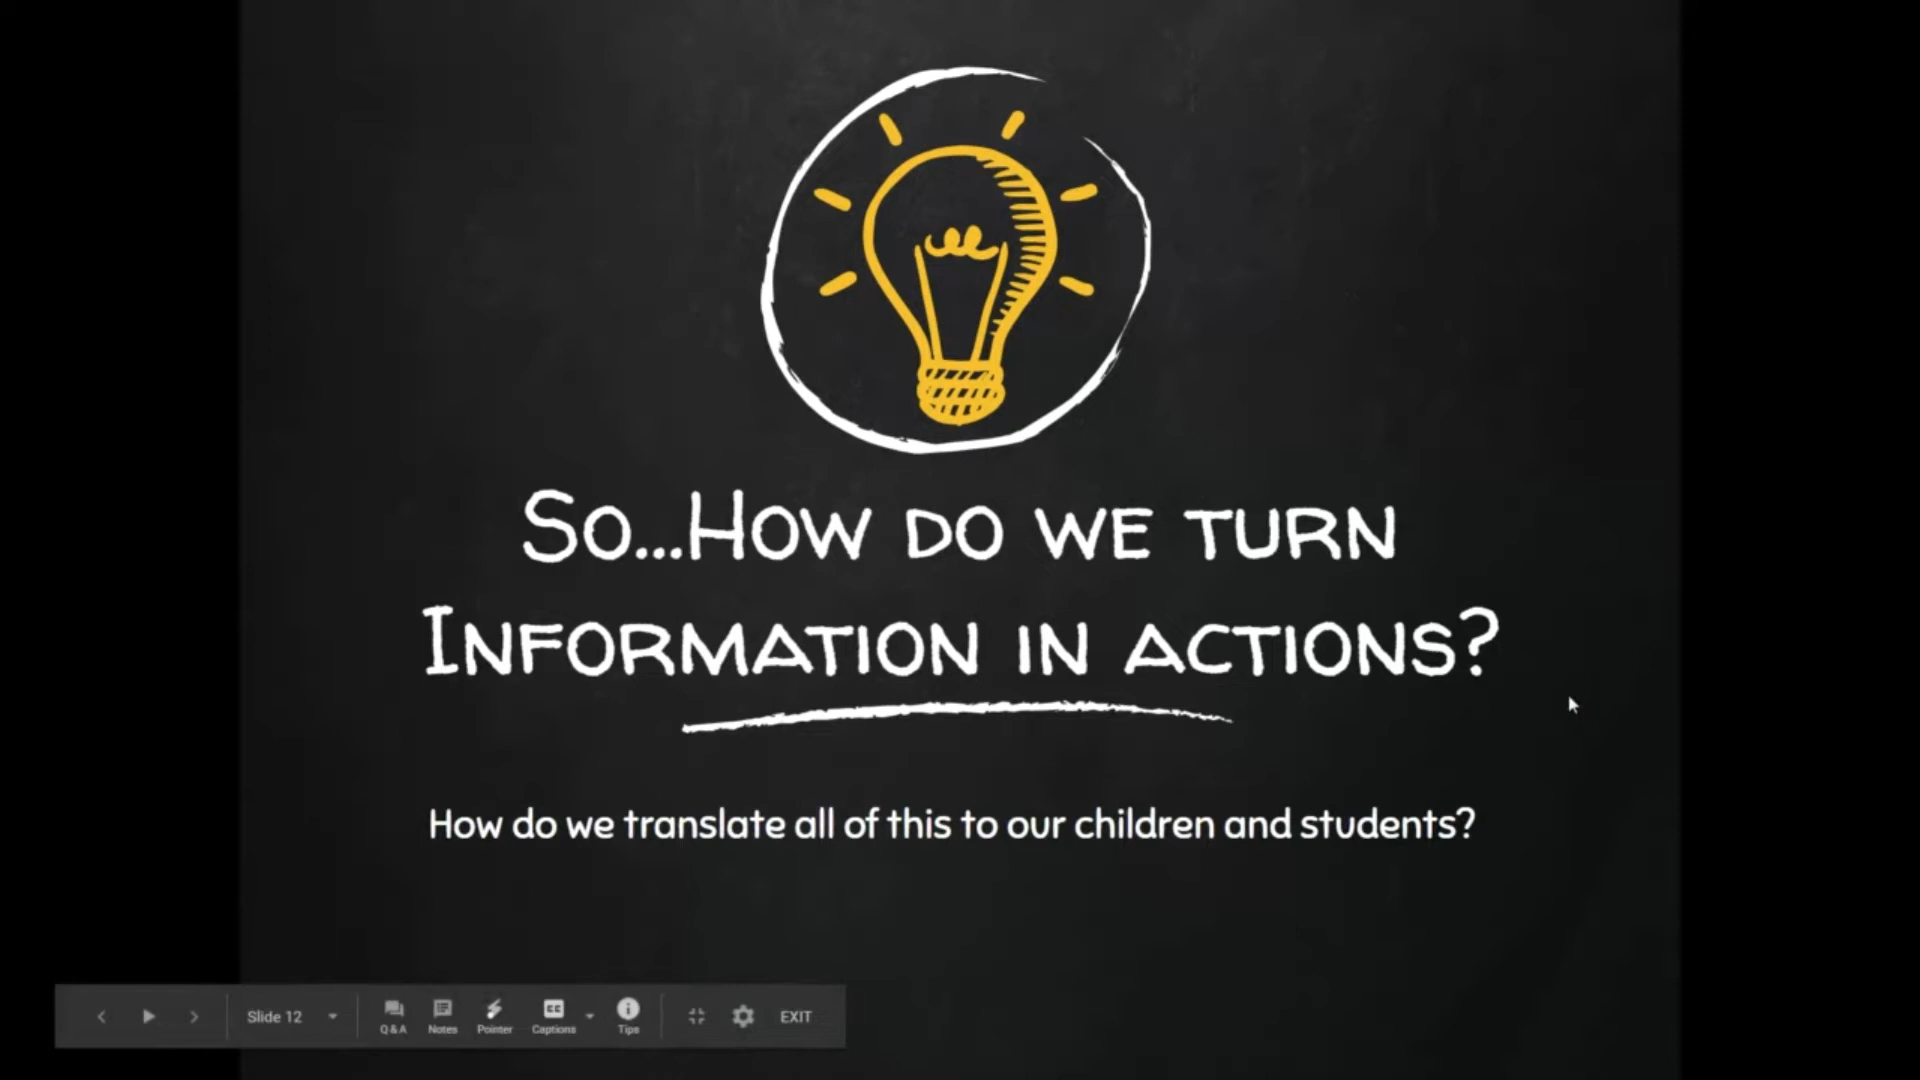 So...How do we turn
Information in actions?
How do we translate all of this to our children and students?
Slide 12
Q&A
Notes
Pointer
CC
Captions
Tips
EXIT